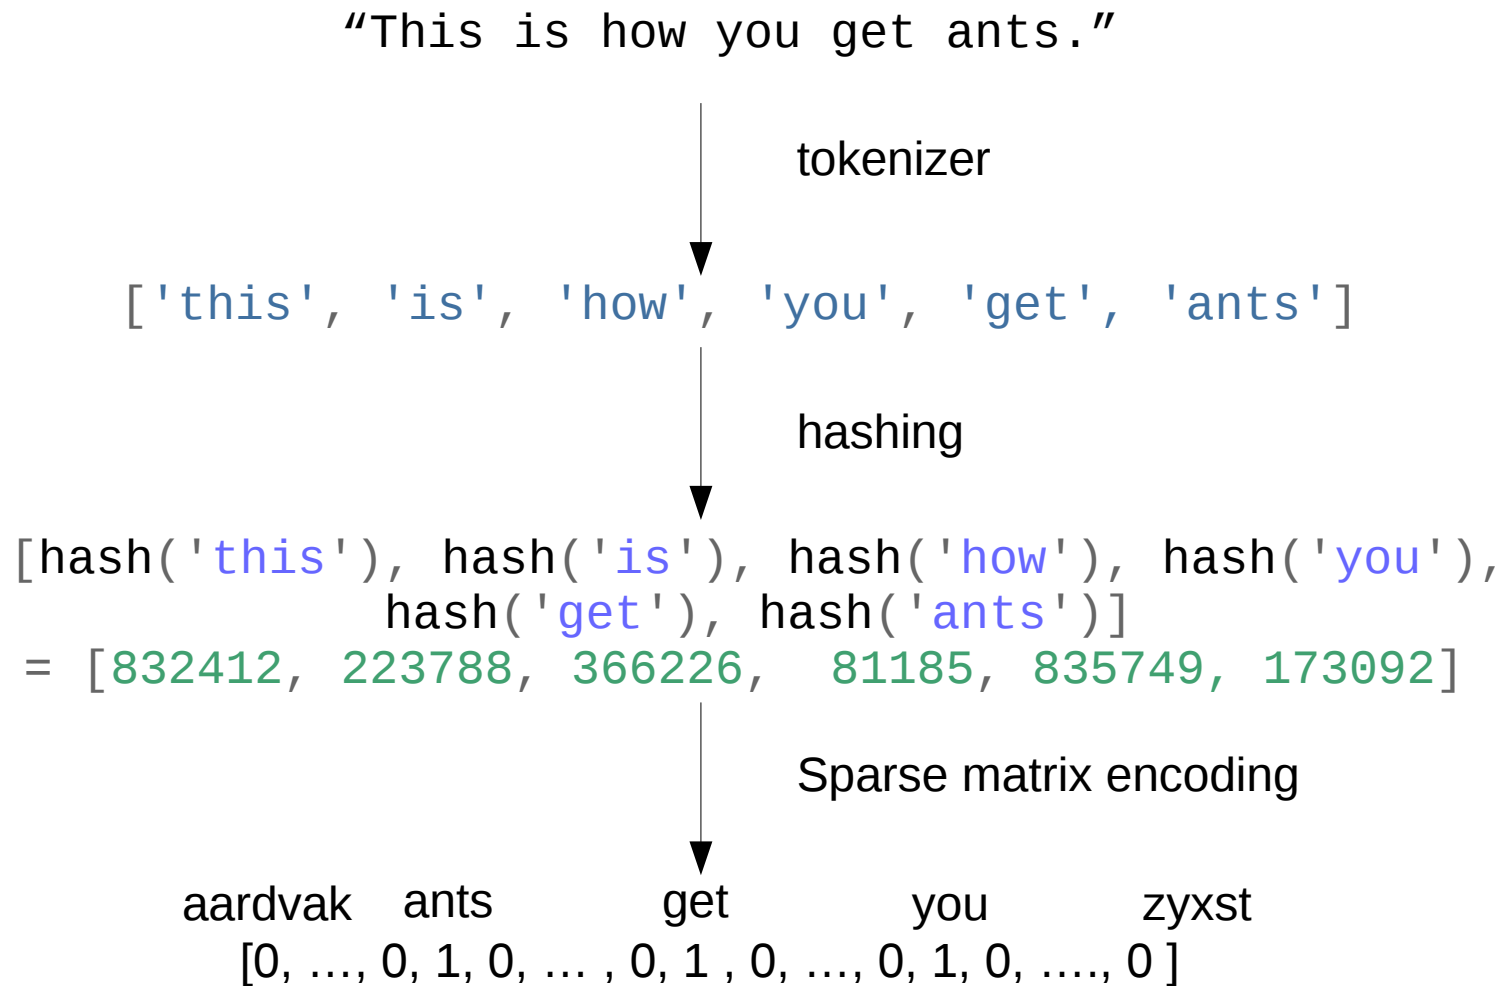 “This is how you get ants.”
tokenizer
['this', 'is', 'how', 'you', 'get', 'ants']
hashing
[hash('this'), hash('is'), hash('how'), hash('you'),
hash('get'), hash('ants')]
= [832412, 223788, 366226, 81185, 835749, 173092]
Sparse matrix encoding
aardvak ants get you zyxst
[0, …, 0, 1, 0, … , 0, 1 , 0, …, 0, 1, 0, …., 0 ]